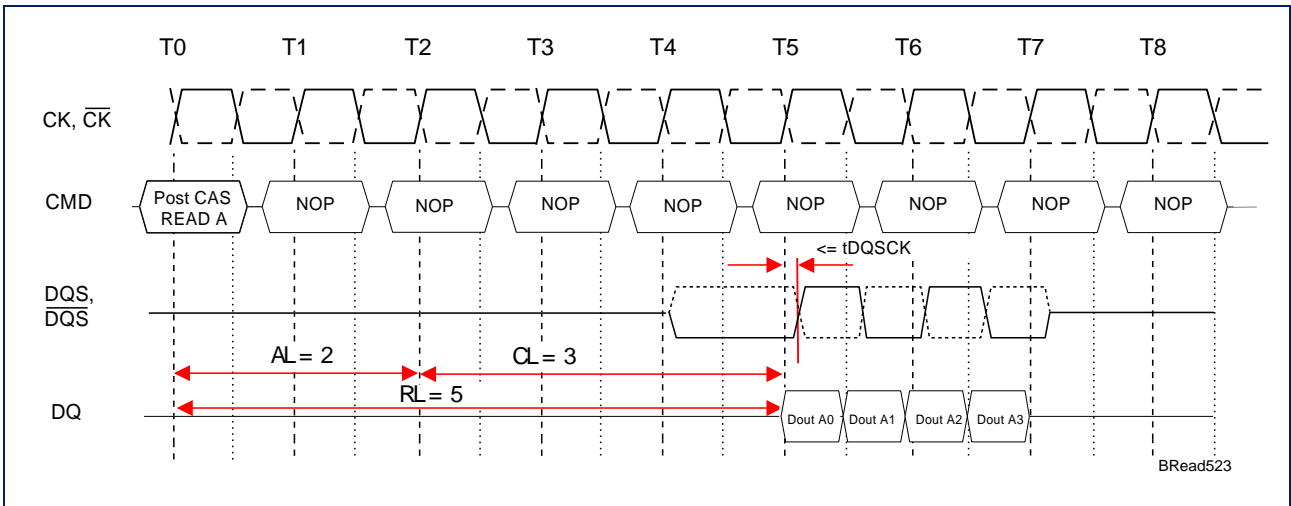 T0 T1 T2 T3 T4 T5 T6 T7 T8
CK, C̅K̅
CMD
Post CAS
READ A
NOP NOP NOP NOP NOP NOP NOP NOP
<= tDQSCK
DQS,
D̅Q̅S̅
AL= 2 CL= 3
RL= 5
DQ
Dout A0 Dout A1 Dout A2 Dout A3
BRead523